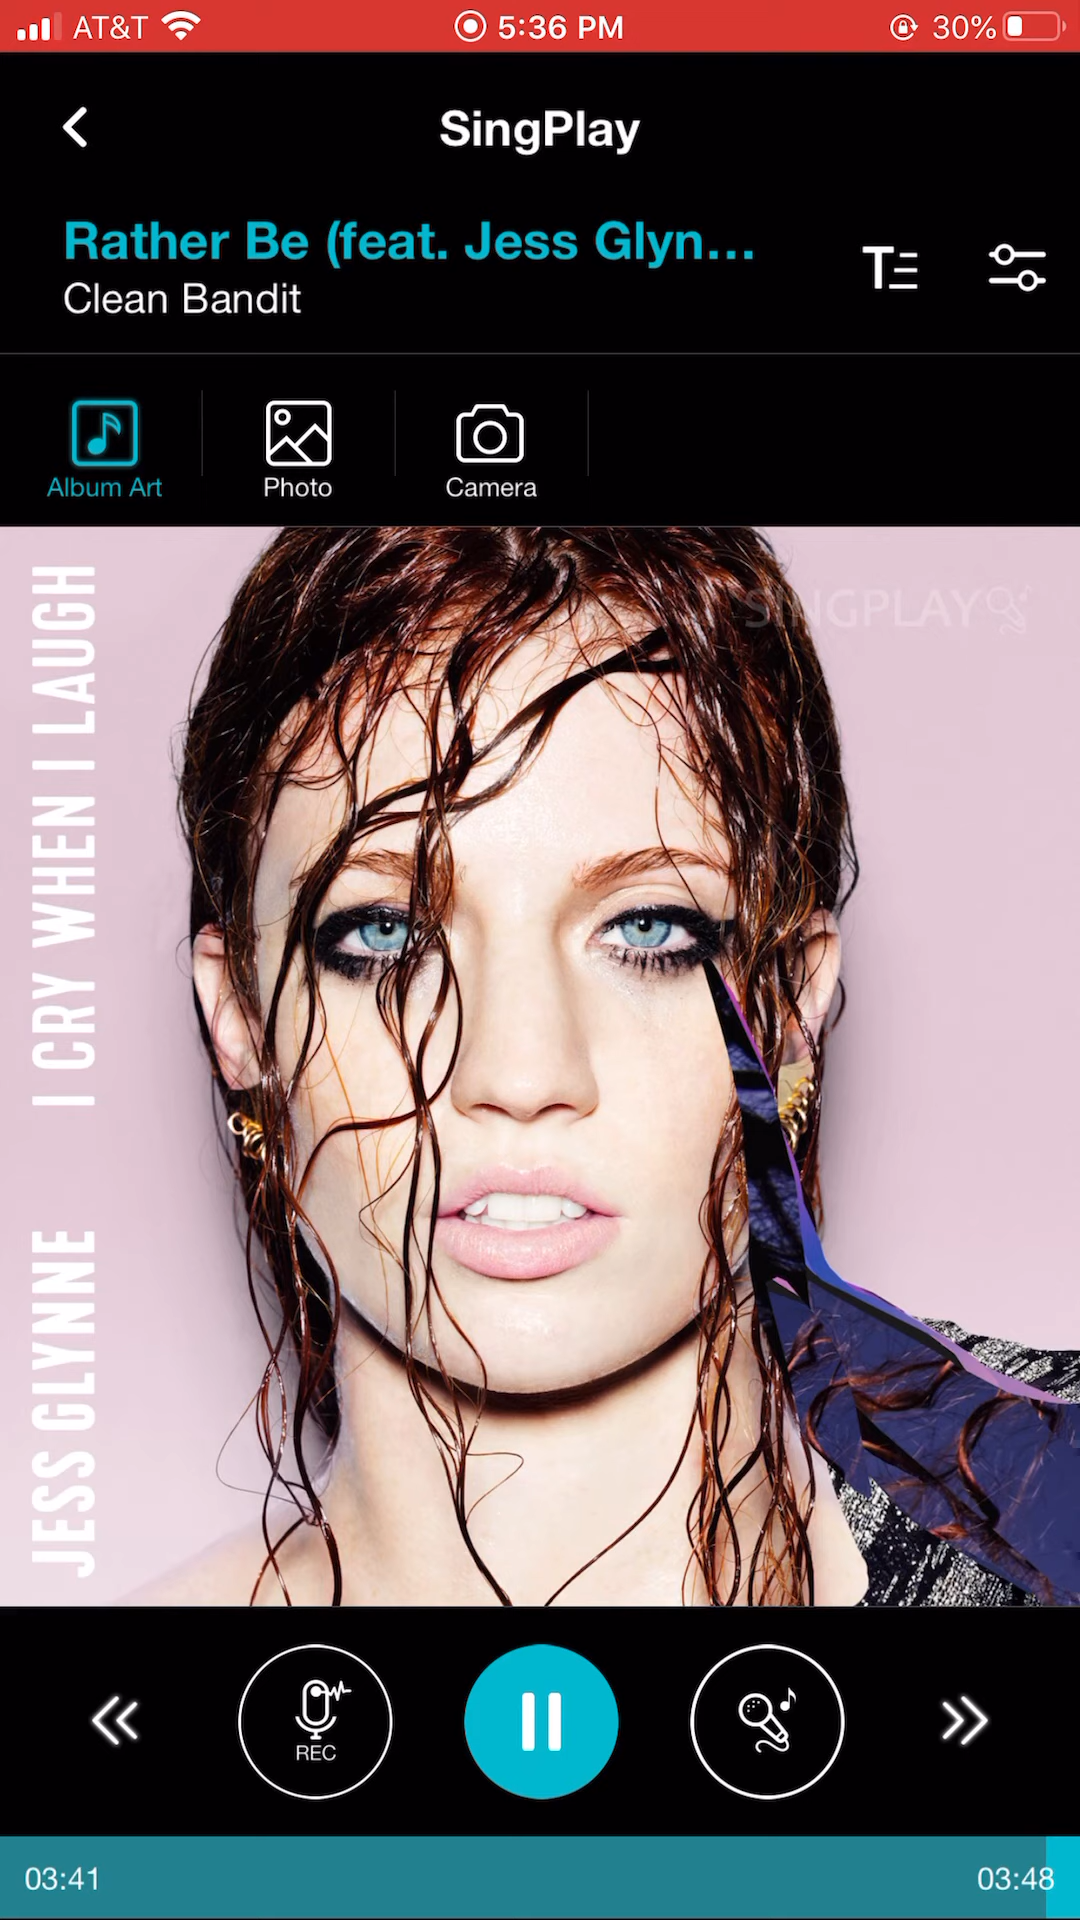 AT&T
5:36 PM
30%
SingPlay
Rather Be (feat. Jess Glyn...
Clean Bandit
T
Album Art
Photo
Camera
SINGPLAY
JESS GLYNNE I CRY WHEN I LAUGH
REC
03:41
03:48